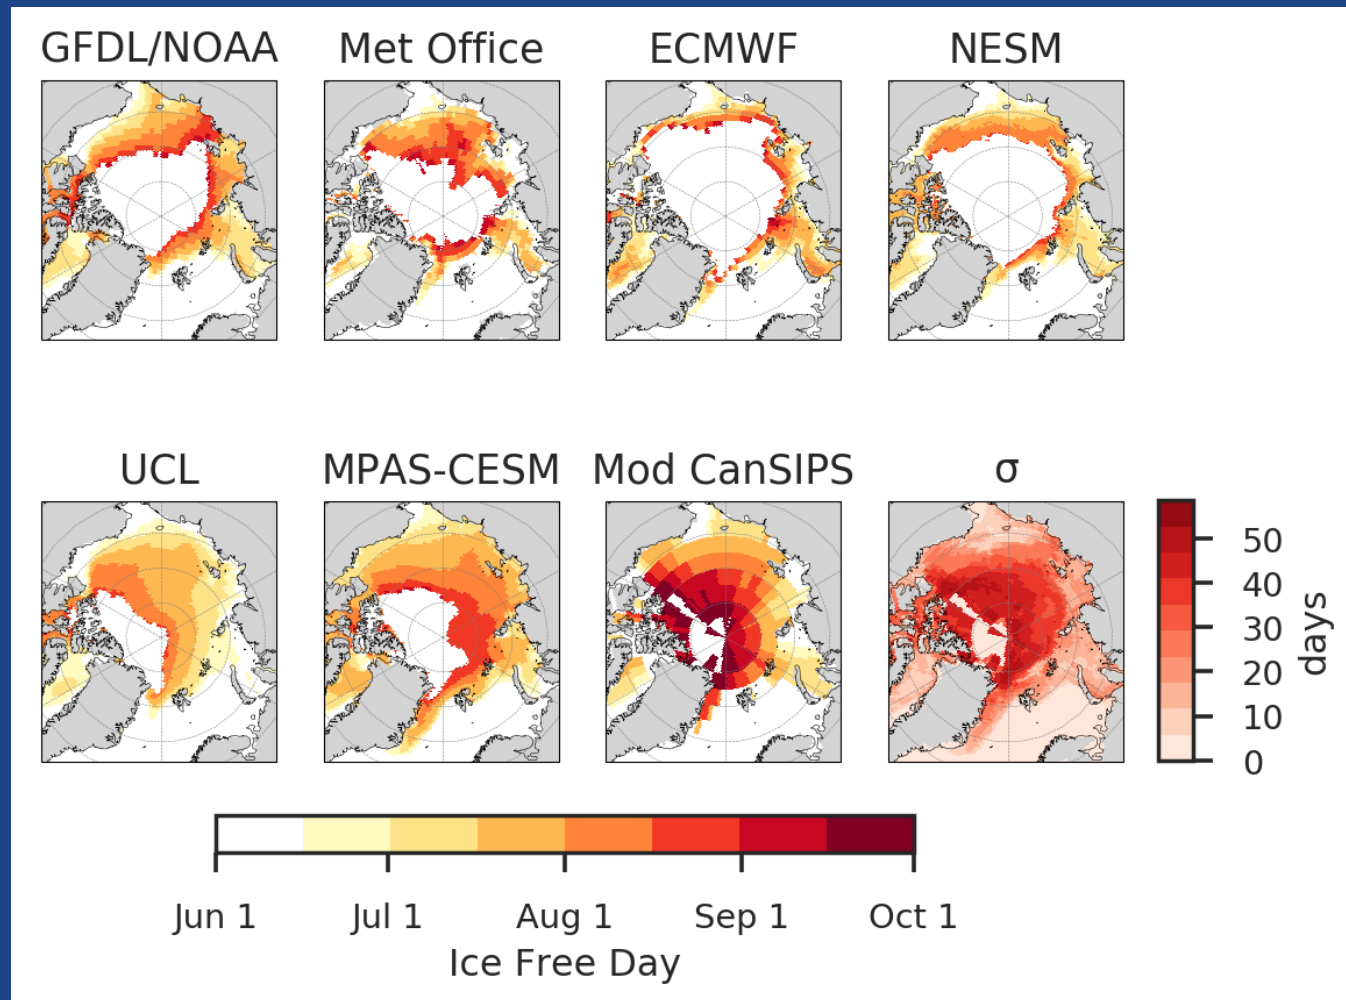 GFDL/NOAA Met Office ECMWF NESM
UCL MPAS-CESM Mod CanSIPS σ
50
40
30
20
10
0
days
Jun 1 Jul 1 Aug 1 Sep 1 Oct 1
Ice Free Day